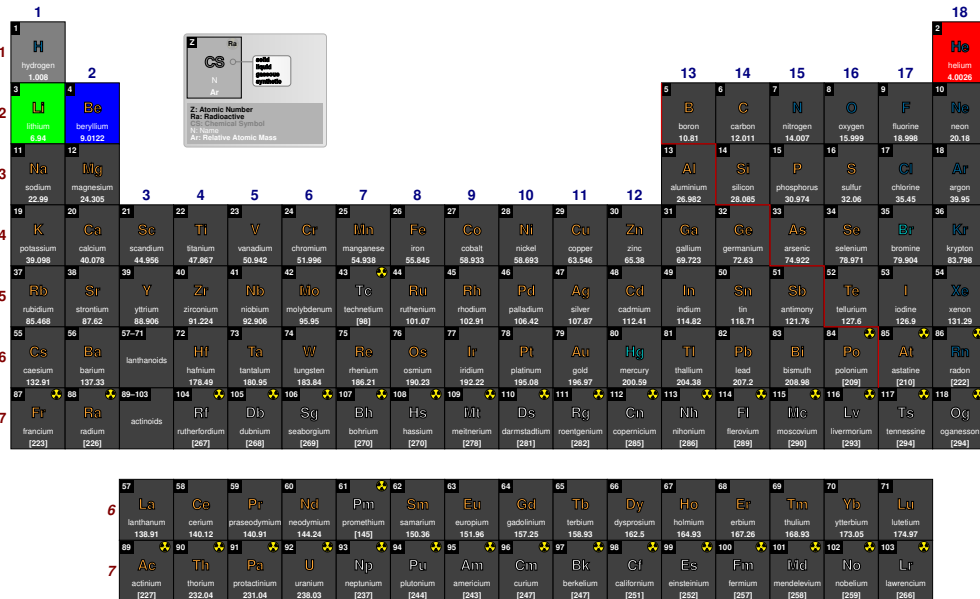 1 18
1 2
1 H He
hydrogen helium
1.008 2 4.0026
13 14 15 16 17
3 4 5 6 7 8 9 10
2 Li Be B C N O F Ne
lithium beryllium boron carbon nitrogen oxygen fluorine neon
6.94 9.0122 10.81 12.011 14.007 15.999 18.998 20.18
Z Ra
CS
N
Ar
solid
liquid
gaseous
synthetic
Z: Atomic Number
Ra: Radioactive
CS: Chemical Symbol
N: Name
Ar: Relative Atomic Mass
11 12 13 14 15 16 17 18
3 Na Mg Al Si P S Cl Ar
sodium magnesium aluminium silicon phosphorus sulfur chlorine argon
22.99 24.305 26.982 28.085 30.974 32.06 35.45 39.95
3 4 5 6 7 8 9 10 11 12
19 20 21 22 23 24 25 26 27 28 29 30 31 32 33 34 35 36
4 K Ca Sc Ti V Cr Mn Fe Co Ni Cu Zn Ga Ge As Se Br Kr
potassium calcium scandium titanium vanadium chromium manganese iron cobalt nickel copper zinc gallium germanium arsenic selenium bromine krypton
39.098 40.078 44.956 47.867 50.942 51.996 54.938 55.845 58.933 58.693 63.546 65.38 69.723 72.63 74.922 78.971 79.904 83.798
37 38 39 40 41 42 43 44 45 46 47 48 49 50 51 52 53 54
5 Rb Sr Y Zr Nb Mo Tc Ru Rh Pd Ag Cd In Sn Sb Te I Xe
rubidium strontium yttrium zirconium niobium molybdenum technetium ruthenium rhodium palladium silver cadmium indium tin antimony tellurium iodine xenon
85.468 87.62 88.906 91.224 92.906 95.95 [98] 101.07 102.91 106.42 107.87 112.41 114.82 118.71 121.76 127.6 126.9 131.29
55 56 57–71 72 73 74 75 76 77 78 79 80 81 82 83 84 85 86
6 Cs Ba lanthanoids Hf Ta W Re Os Ir Pt Au Hg Tl Pb Bi Po At Rn
caesium barium hafnium tantalum tungsten rhenium osmium iridium platinum gold mercury thallium lead bismuth polonium astatine radon
132.91 137.33 178.49 180.95 183.84 186.21 190.23 192.22 195.08 196.97 200.59 204.38 207.2 208.98 [209] [210] [222]
87 88 89–103 104 105 106 107 108 109 110 111 112 113 114 115 116 117 118
7 Fr Ra actinoids Rf Db Sg Bh Hs Mt Ds Rg Cn Nh Fl Mc Lv Ts Og
francium radium rutherfordium dubnium seaborgium bohrium hassium meitnerium darmstadtium roentgenium copernicium nihonium flerovium moscovium livermorium tennessine oganesson
[223] [226] [267] [268] [269] [270] [270] [278] [281] [282] [285] [286] [289] [290] [293] [294] [294]
57 58 59 60 61 62 63 64 65 66 67 68 69 70 71
6 La Ce Pr Nd Pm Sm Eu Gd Tb Dy Ho Er Tm Yb Lu
lanthanum cerium praseodymium neodymium promethium samarium europium gadolinium terbium dysprosium holmium erbium thulium ytterbium lutetium
138.91 140.12 140.91 144.24 [145] 150.36 151.96 157.25 158.93 162.5 164.93 167.26 168.93 173.05 174.97
89 90 91 92 93 94 95 96 97 98 99 100 101 102 103
7 Ac Th Pa U Np Pu Am Cm Bk Cf Es Fm Md No Lr
actinium thorium protactinium uranium neptunium plutonium americium curium berkelium californium einsteinium fermium mendelevium nobelium lawrencium
[227] 232.04 231.04 238.03 [237] [244] [243] [247] [247] [251] [252] [257] [258] [259] [266]